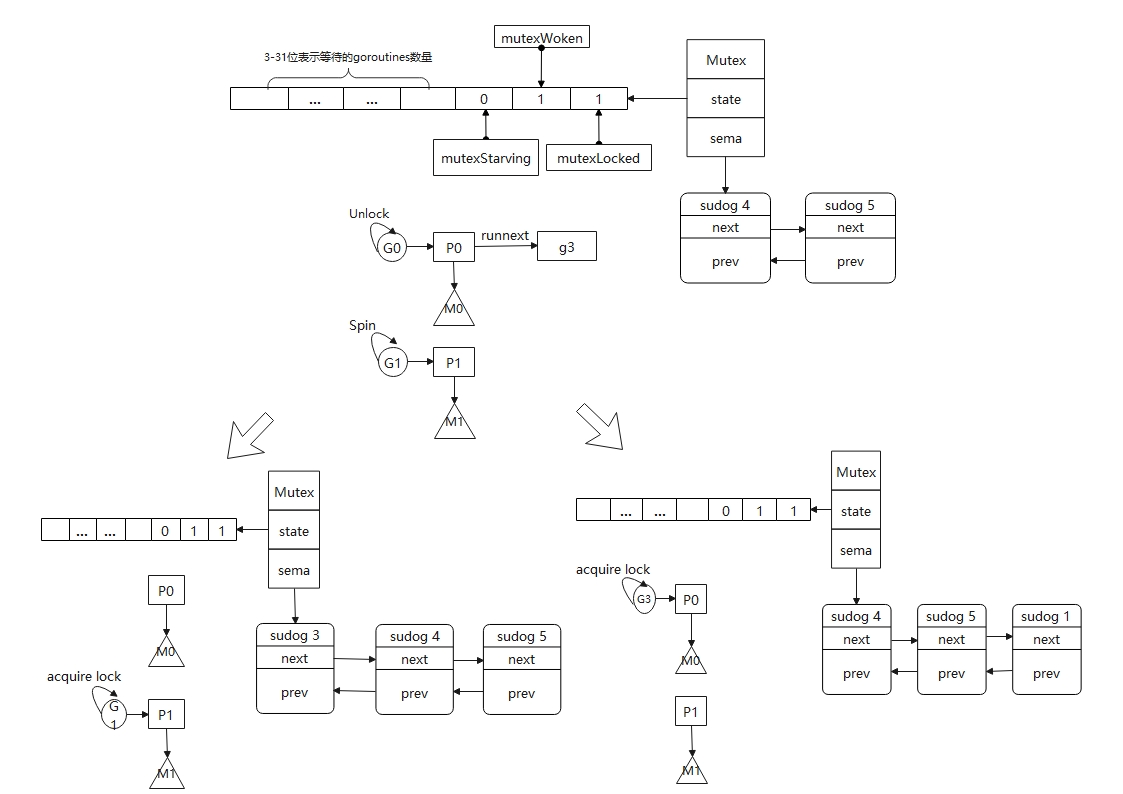 mutexWoken
3-31位表示等待的goroutines数量
Mutex
... ... 0 1 1
state
sema
mutexStarving
mutexLocked
sudog 4
next
prev
sudog 5
next
prev
Unlock
G0
P0
runnext
g3
M0
Spin
G1
P1
M1
Mutex
state
sema
... ... 0 1 1
P0
M0
sudog 3
next
prev
sudog 4
next
prev
sudog 5
next
prev
acquire lock
G
1
P1
M1
Mutex
state
sema
... ... 0 1 1
acquire lock
G3
P0
M0
sudog 4
next
prev
sudog 5
next
prev
sudog 1
next
prev
P1
M1